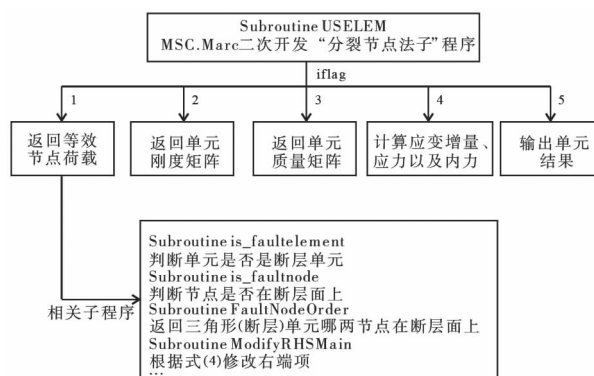 Subroutine USELEM
MSC.Marc二次开发“分裂节点法子”程序
iflag
1
2
3
4
5
返回等效
节点荷载
返回单元
刚度矩阵
返回单元
质量矩阵
计算应变增量、
应力以及内力
输出单元
结果
相关子程序
Subroutine is_faultelement
判断单元是否是断层单元
Subroutine is_faultnode
判断节点是否在断层面上
Subroutine FaultNodeOrder
返回三角形(断层)单元哪两节点在断层面上
Subroutine ModifyRHSMain
根据式(4)修改右端项
…